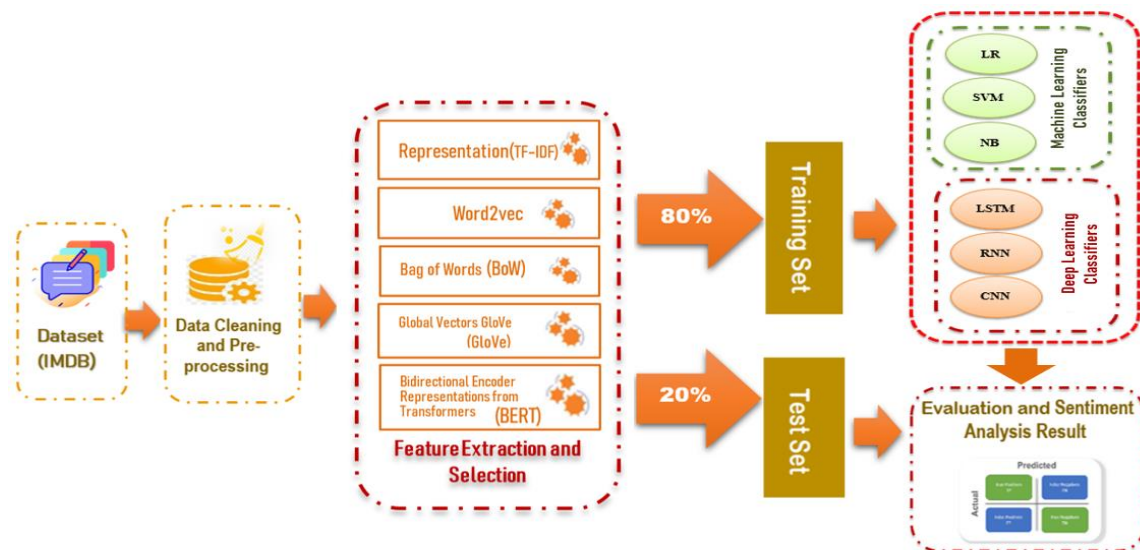 Dataset
(IMDB)
Data Cleaning
and Pre-
processing
Representation(TF-IDF)
Word2vec
Bag of Words (BoW)
Global Vectors GloVe
(GloVe)
Bidirectional Encoder
Representations from
Transformers (BERT)
Feature Extraction and
Selection
80%
20%
Training Set
Test Set
LR
SVM
NB
Machine Learning
Classifiers
LSTM
RNN
CNN
Deep Learning
Classifiers
Evaluation and Sentiment
Analysis Result
Predicted
Actual